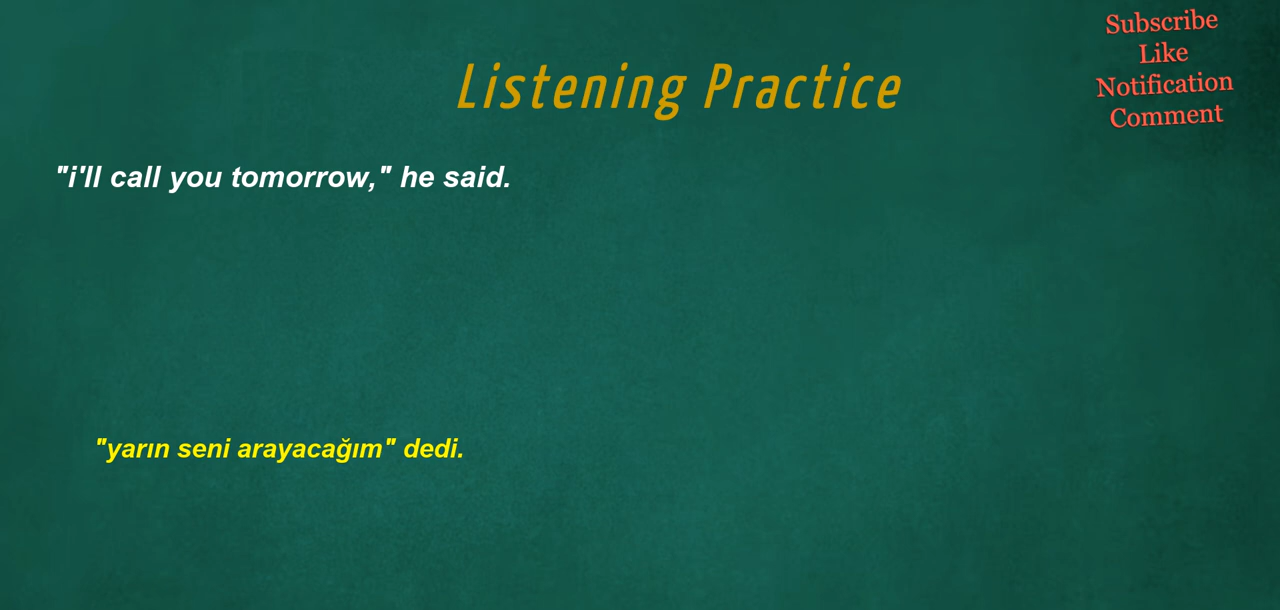 Subscribe
Like
Notification
Comment
Listening Practice
"i'll call you tomorrow," he said.
"yarın seni arayacağım" dedi.